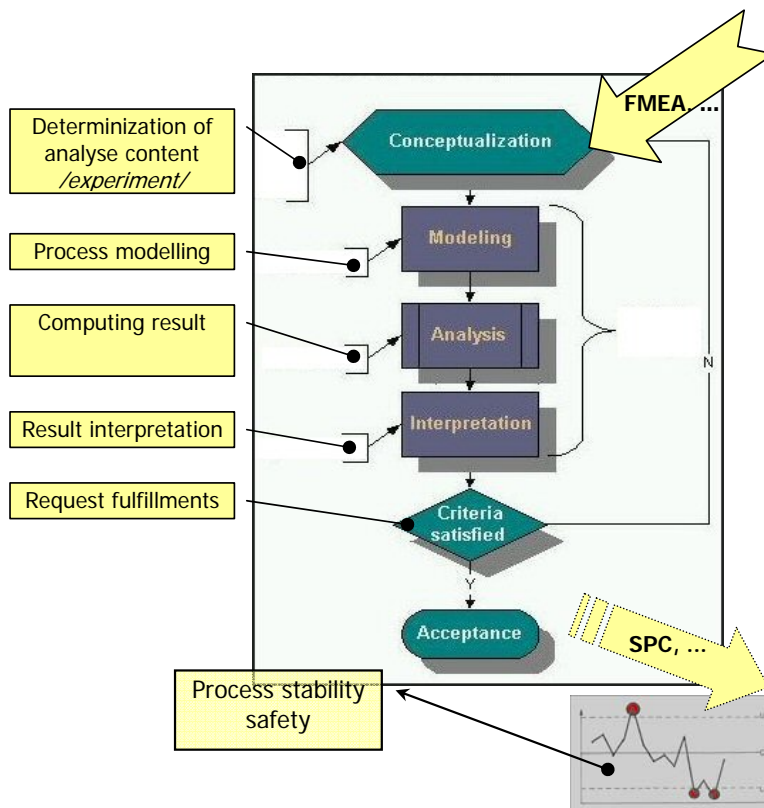 FMEA, ...
Determinization of
analyse content
/experiment/
Conceptualization
Process modelling
Modeling
Computing result
Analysis
N
Result interpretation
Interpretation
Request fulfillments
Criteria
satisfied
Y
Acceptance
SPC, ...
Process stability
safety